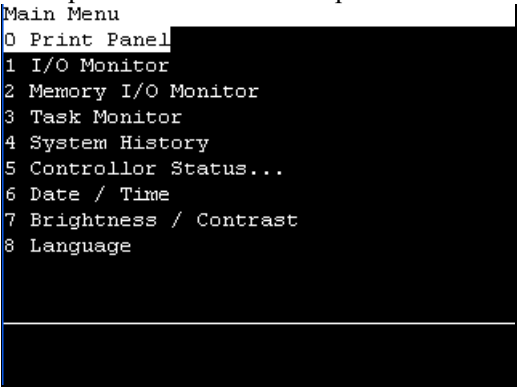 Main Menu
0 Print Panel
1 I/O Monitor
2 Memory I/O Monitor
3 Task Monitor
4 System History
5 Controllor Status...
6 Date / Time
7 Brightness / Contrast
8 Language